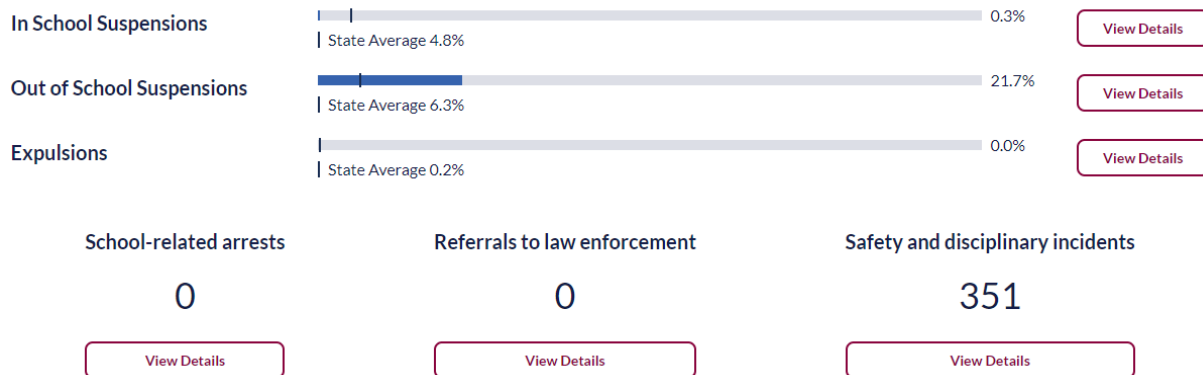 In School Suspensions
0.3%
View Details
State Average 4.8%
Out of School Suspensions
21.7%
View Details
State Average 6.3%
Expulsions
0.0%
View Details
State Average 0.2%
School-related arrests
Referrals to law enforcement
Safety and disciplinary incidents
0
0
351
View Details
View Details
View Details